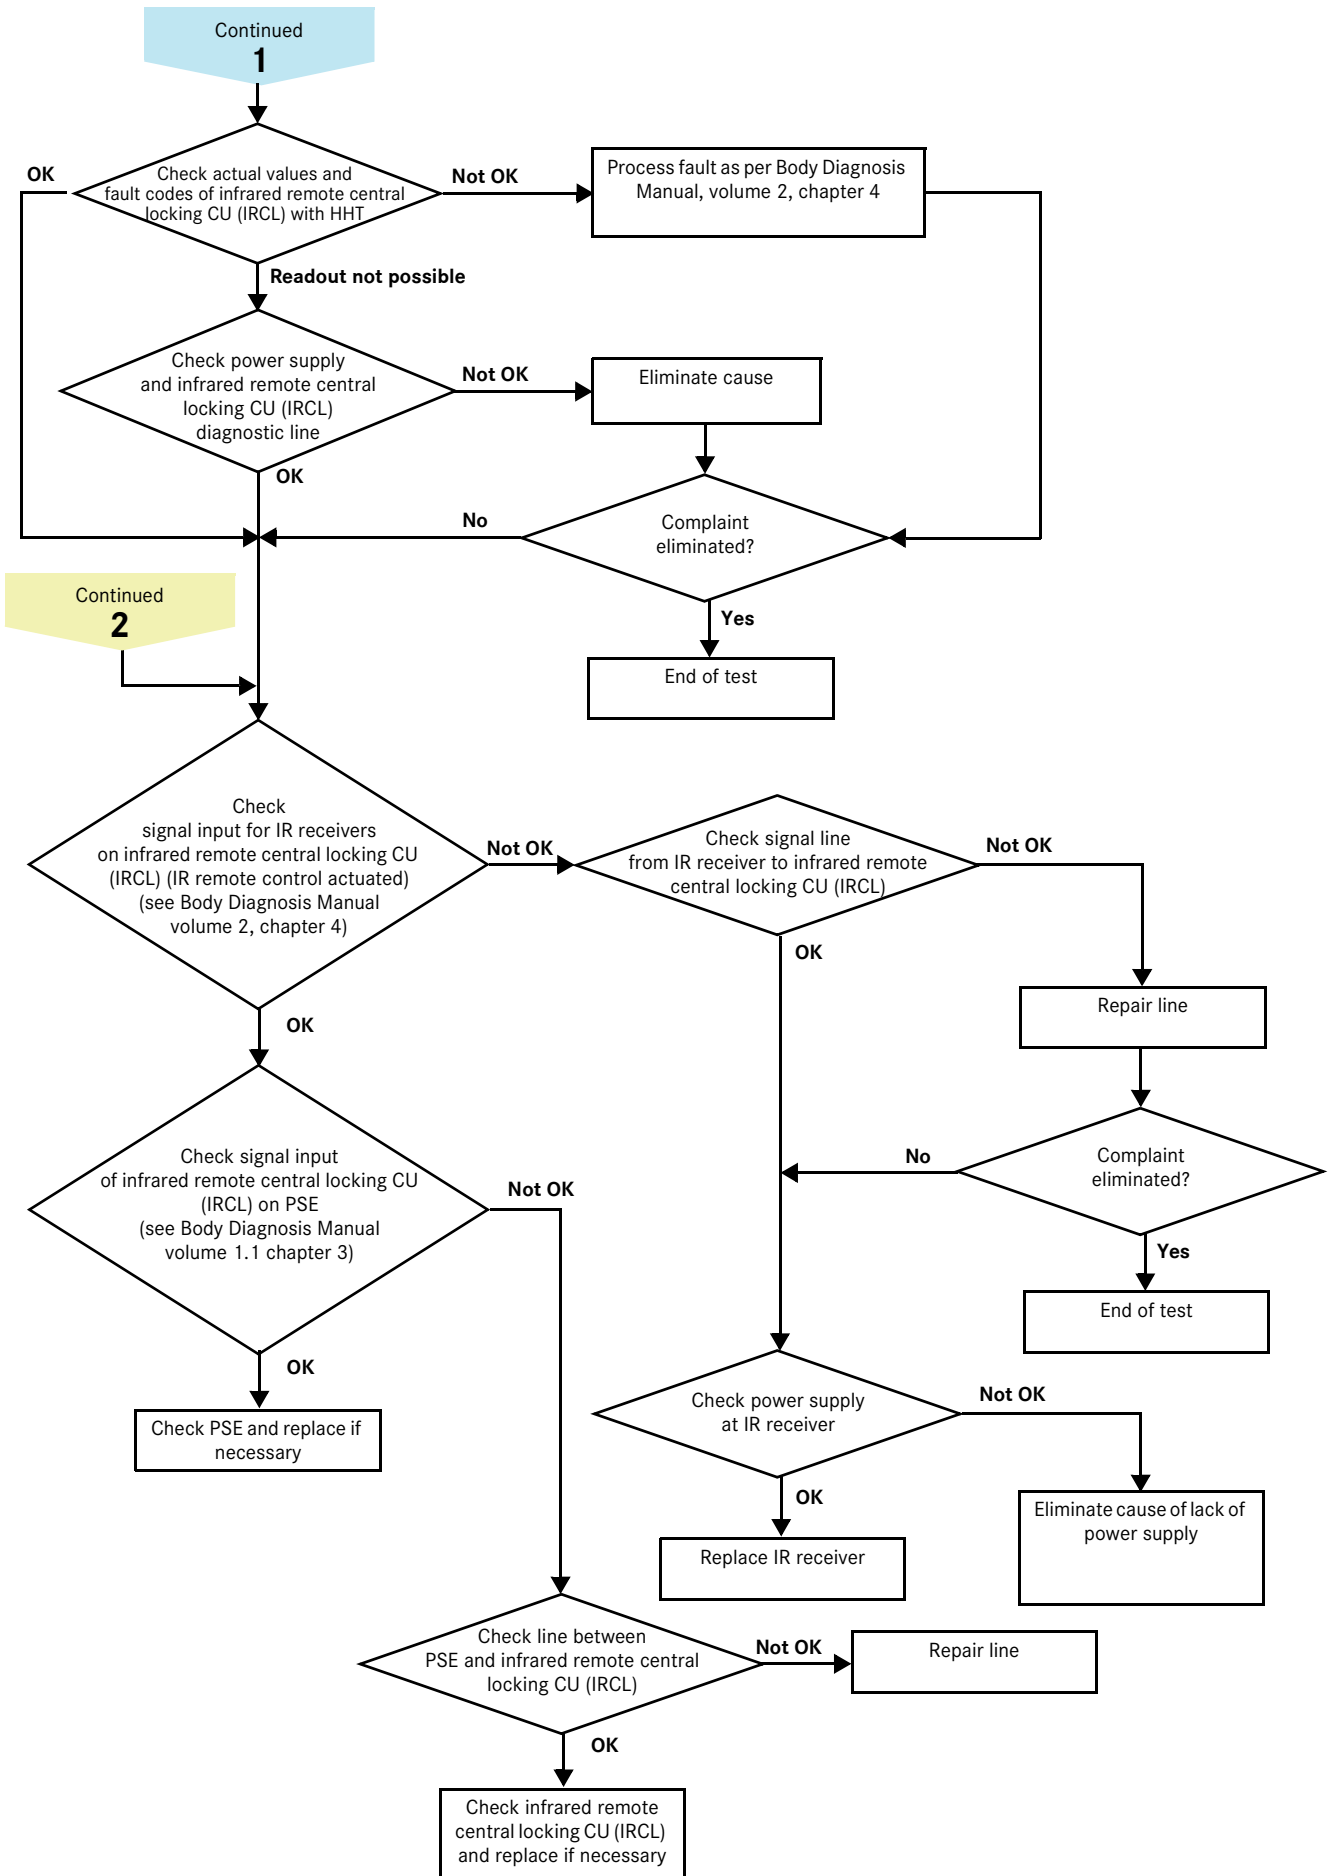 Continued
1
OK
Check actual values and
fault codes of infrared remote central
locking CU (IRCL) with HHT
Not OK
Process fault as per Body Diagnosis
Manual, volume 2, chapter 4
Readout not possible
Check power supply
and infrared remote central
locking CU (IRCL)
diagnostic line
Not OK
Eliminate cause
OK
No
Complaint
eliminated?
Continued
2
Yes
End of test
Check
signal input for IR receivers
on infrared remote central locking CU
(IRCL) (IR remote control actuated)
(see Body Diagnosis Manual
volume 2, chapter 4)
Not OK
Check signal line
from IR receiver to infrared remote
central locking CU (IRCL)
Not OK
OK
Repair line
OK
Check signal input
of infrared remote central locking CU
(IRCL) on PSE
(see Body Diagnosis Manual
volume 1.1 chapter 3)
Not OK
No
Complaint
eliminated?
Yes
End of test
OK
Check PSE and replace if
necessary
Check power supply
at IR receiver
Not OK
OK
Replace IR receiver
Eliminate cause of lack of
power supply
Check line between
PSE and infrared remote central
locking CU (IRCL)
Not OK
Repair line
OK
Check infrared remote
central locking CU (IRCL)
and replace if necessary